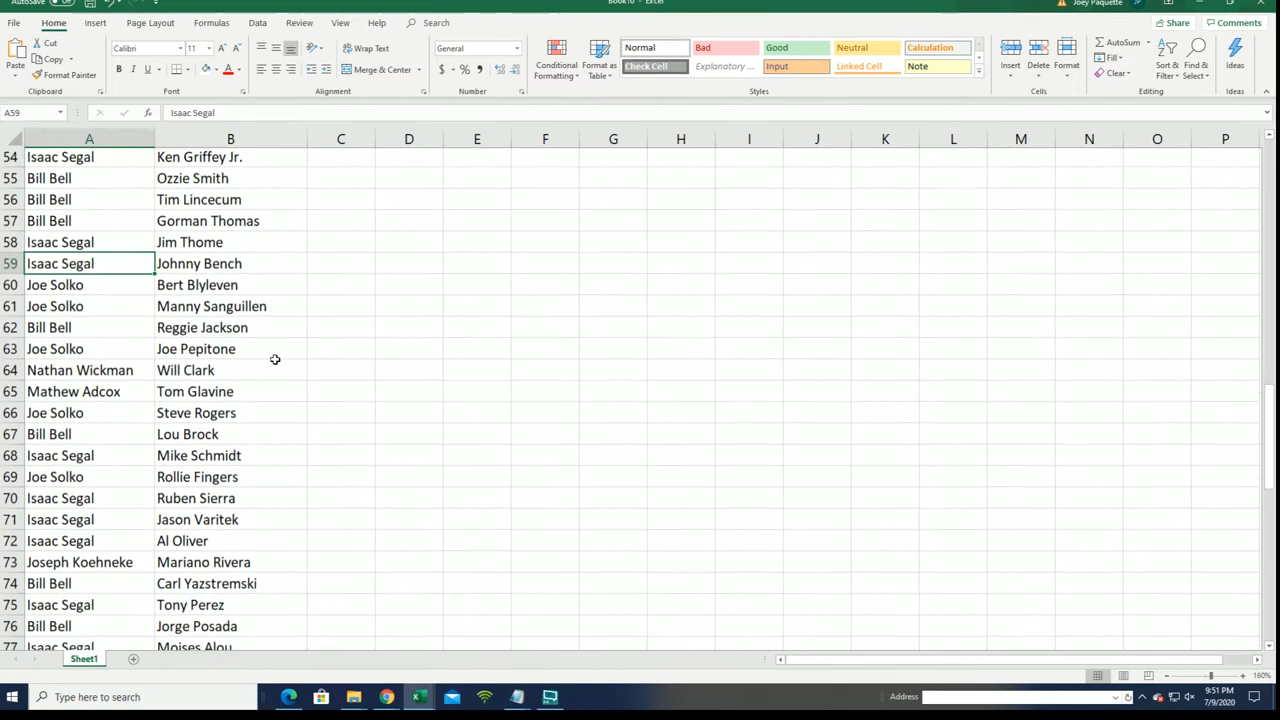 AutoSave Off Book10 - Excel Joey Paquette JP
File Home Insert Page Layout Formulas Data Review View Help Search Share Comments
Paste Cut Copy Format Painter Clipboard
Calibri 11 A A B I U A Font
Wrap Text Merge & Center Alignment
General $ % , Number
Conditional Formatting Format as Table
Normal Bad Good Neutral Calculation
Check Cell Explanatory ... Input Linked Cell Note
Styles
Insert Delete Format Cells
AutoSum Fill Clear Sort & Filter Find & Select Editing
Ideas Ideas
A59 fx Isaac Segal
A B C D E F G H I J K L M N O P
54 Isaac Segal Ken Griffey Jr.
55 Bill Bell Ozzie Smith
56 Bill Bell Tim Lincecum
57 Bill Bell Gorman Thomas
58 Isaac Segal Jim Thome
59 Isaac Segal Johnny Bench
60 Joe Solko Bert Blyleven
61 Joe Solko Manny Sanguillen
62 Bill Bell Reggie Jackson
63 Joe Solko Joe Pepitone
64 Nathan Wickman Will Clark
65 Mathew Adcox Tom Glavine
66 Joe Solko Steve Rogers
67 Bill Bell Lou Brock
68 Isaac Segal Mike Schmidt
69 Joe Solko Rollie Fingers
70 Isaac Segal Ruben Sierra
71 Isaac Segal Jason Varitek
72 Isaac Segal Al Oliver
73 Joseph Koehneke Mariano Rivera
74 Bill Bell Carl Yazstremski
75 Isaac Segal Tony Perez
76 Bill Bell Jorge Posada
77 Isaac Segal Moises Alou
Sheet1
160%
Type here to search Address 9:51 PM
7/9/2020